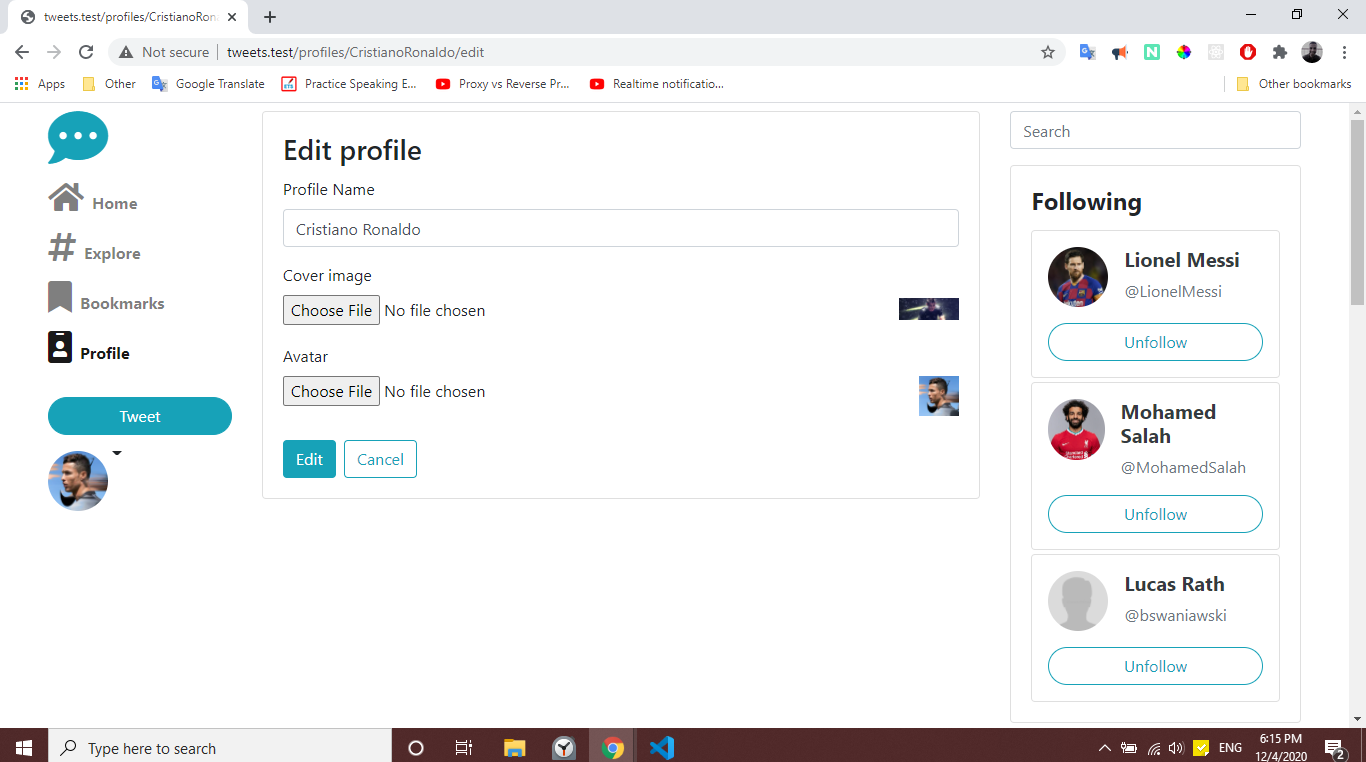 tweets.test/profiles/CristianoRon
Not secure
tweets.test/profiles/CristianoRonaldo/edit
Apps
Other
Google Translate
Practice Speaking E...
Proxy vs Reverse Pr...
Realtime notificatio...
Other bookmarks
Home
# Explore
Bookmarks
Profile
Tweet
Edit profile
Profile Name
Cristiano Ronaldo
Cover image
Choose File No file chosen
Avatar
Choose File No file chosen
Edit
Cancel
Search
Following
Lionel Messi
@LionelMessi
Unfollow
Mohamed
Salah
@MohamedSalah
Unfollow
Lucas Rath
@bswaniawski
Unfollow
Type here to search
ENG
6:15 PM
12/4/2020
2